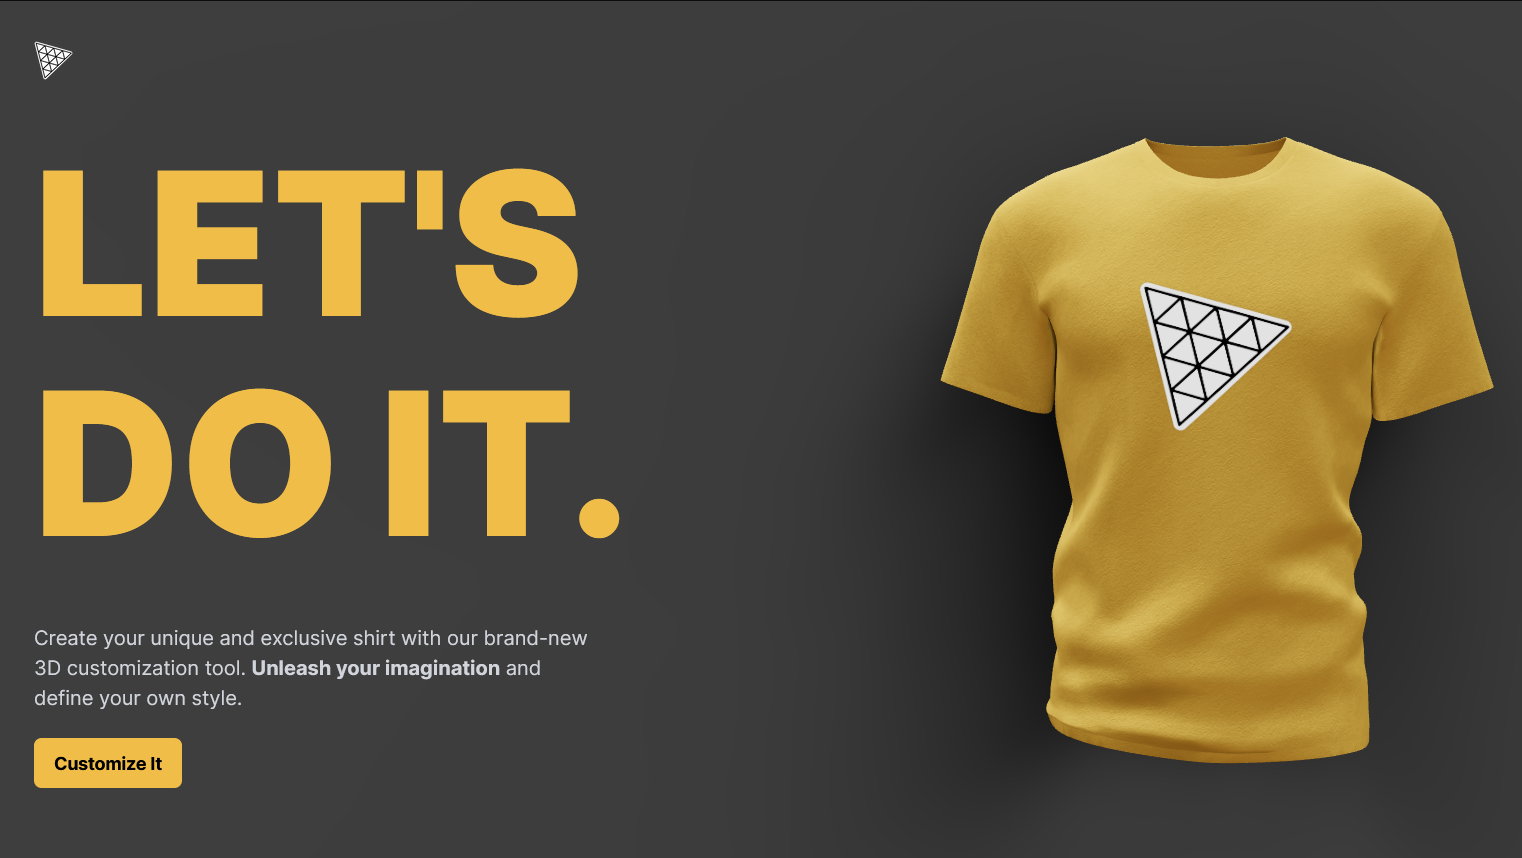 LET'S
DO IT.
Create your unique and exclusive shirt with our brand-new
3D customization tool. Unleash your imagination and
define your own style.
Customize It